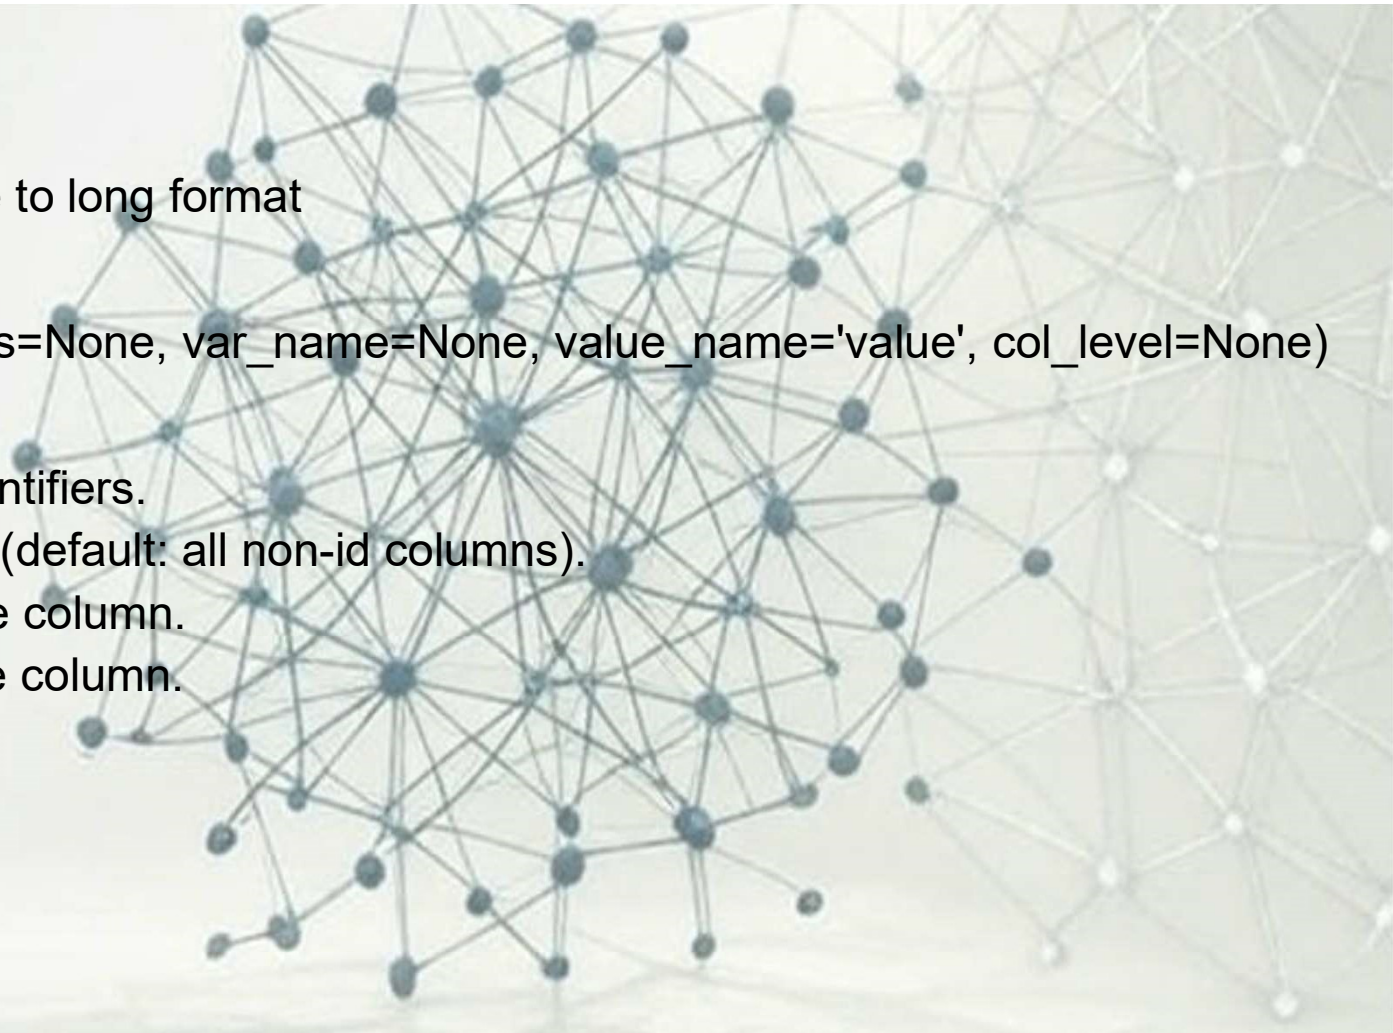 to long format
s=None, var_name=None, value_name='value', col_level=None)
ntifiers.
(default: all non-id columns).
e column.
e column.